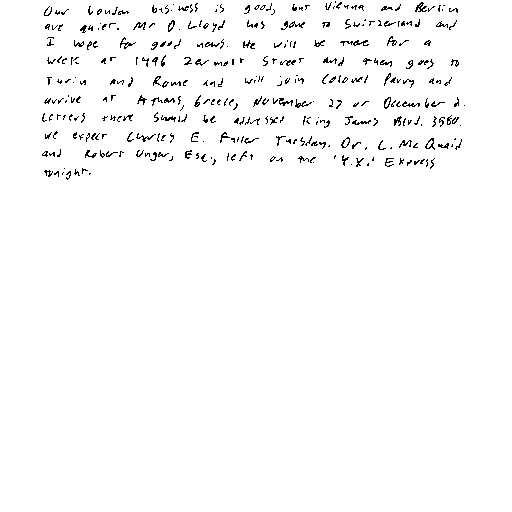 Our London business is good, but Vienna and Berlin
are quiet. Mr D. Lloyd has gone to Switzerland and
I hope for good news. He will be there for a
week at 1496 Zermott Street and then goes to
Turin and Rome and will join Colonel Parry and
arrive at Athens, Greece, November 27 or December 2.
Letters there should be addressed King James Blvd. 3580.
We expect Charles E. Fuller Tuesday. Dr. L. McQuaid
and Robert Unger, Esq., left on the 'Y.X.' Express
tonight.